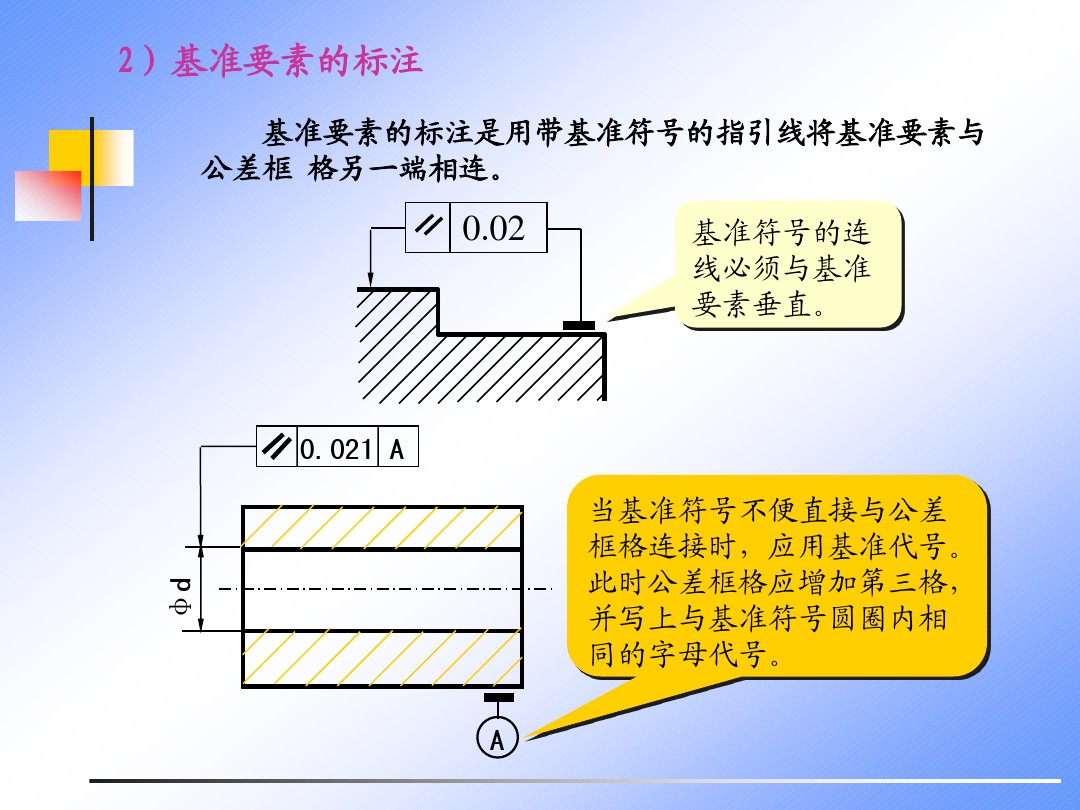 2）基准要素的标注
基准要素的标注是用带基准符号的指引线将基准要素与
公差框 格另一端相连。
∥ 0.02
基准符号的连
线必须与基准
要素垂直。
∥ 0.021 A
当基准符号不便直接与公差
框格连接时，应用基准代号。
此时公差框格应增加第三格，
并写上与基准符号圆圈内相
同的字母代号。
ф d
A